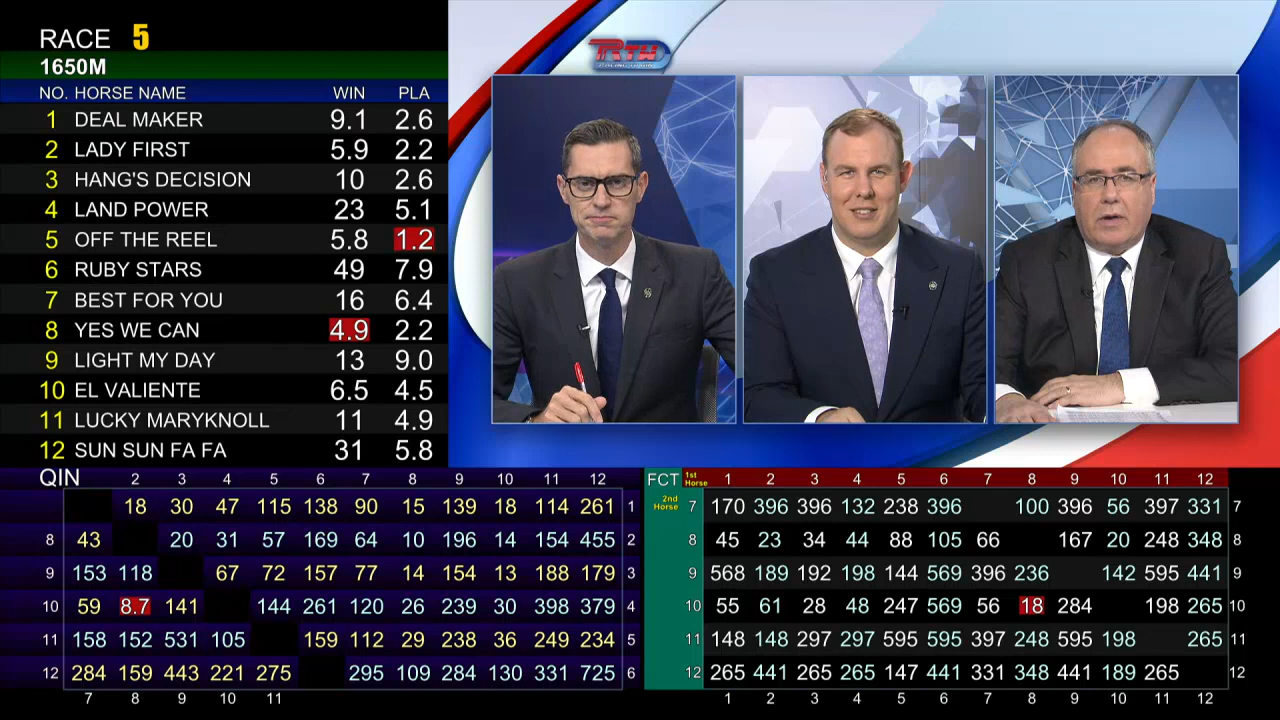 RACE 5
1650M
NO. HORSE NAME WIN PLA
1 DEAL MAKER 9.1 2.6
2 LADY FIRST 5.9 2.2
3 HANG'S DECISION 10 2.6
4 LAND POWER 23 5.1
5 OFF THE REEL 5.8 1.2
6 RUBY STARS 49 7.9
7 BEST FOR YOU 16 6.4
8 YES WE CAN 4.9 2.2
9 LIGHT MY DAY 13 9.0
10 EL VALIENTE 6.5 4.5
11 LUCKY MARYKNOLL 11 4.9
12 SUN SUN FA FA 31 5.8
RTW
QIN 2 3 4 5 6 7 8 9 10 11 12
18 30 47 115 138 90 15 139 18 114 261 1
8 43 20 31 57 169 64 10 196 14 154 455 2
9 153 118 67 72 157 77 14 154 13 188 179 3
10 59 8.7 141 144 261 120 26 239 30 398 379 4
11 158 152 531 105 159 112 29 238 36 249 234 5
12 284 159 443 221 275 295 109 284 130 331 725 6
7 8 9 10 11
FCT 1st Horse 1 2 3 4 5 6 7 8 9 10 11 12
2nd Horse 7 170 396 396 132 238 396 100 396 56 397 331 7
8 45 23 34 44 88 105 66 167 20 248 348 8
9 568 189 192 198 144 569 396 236 142 595 441 9
10 55 61 28 48 247 569 56 18 284 198 265 10
11 148 148 297 297 595 595 397 248 595 198 265 11
12 265 441 265 265 147 441 331 348 441 189 265 12
1 2 3 4 5 6 7 8 9 10 11 12